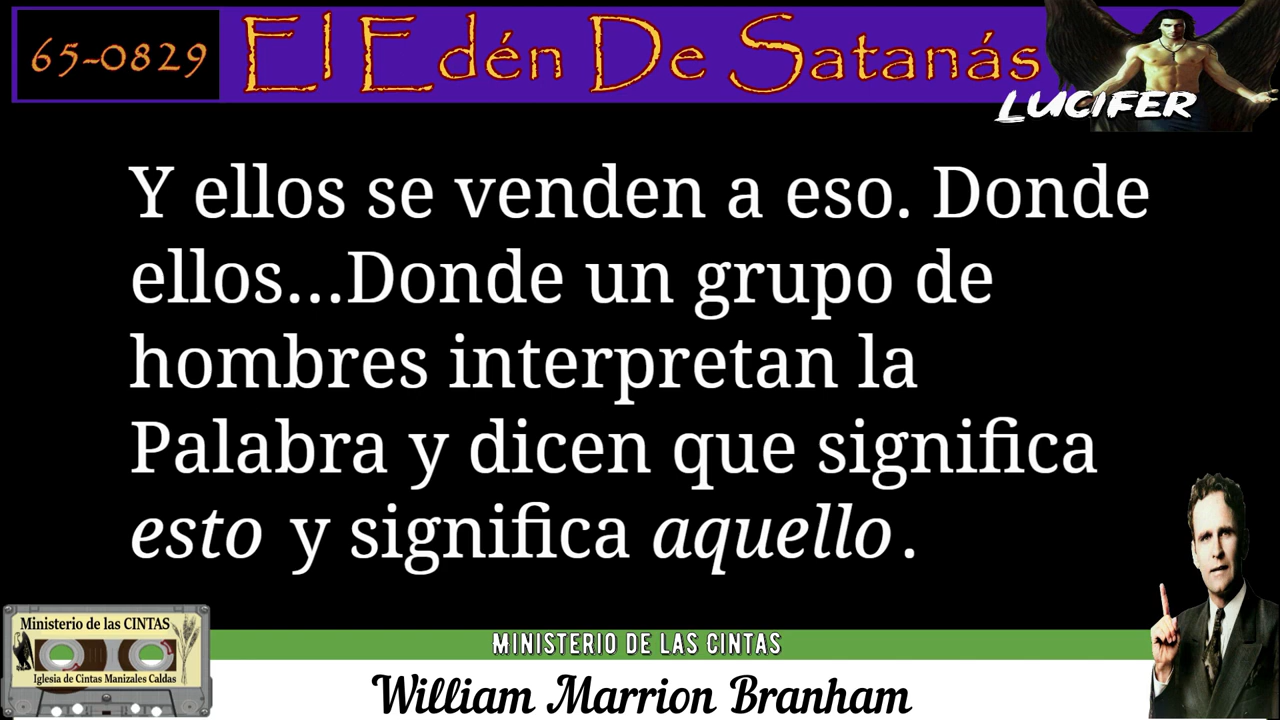 65-0829
El Edén De Satanás
LUCIFER
Y ellos se venden a eso. Donde
ellos...Donde un grupo de
hombres interpretan la
Palabra y dicen que significa
esto y significa aquello.
Ministerio de las CINTAS
Iglesia de Cintas Manizales Caldas
MINISTERIO DE LAS CINTAS
William Marrion Branham